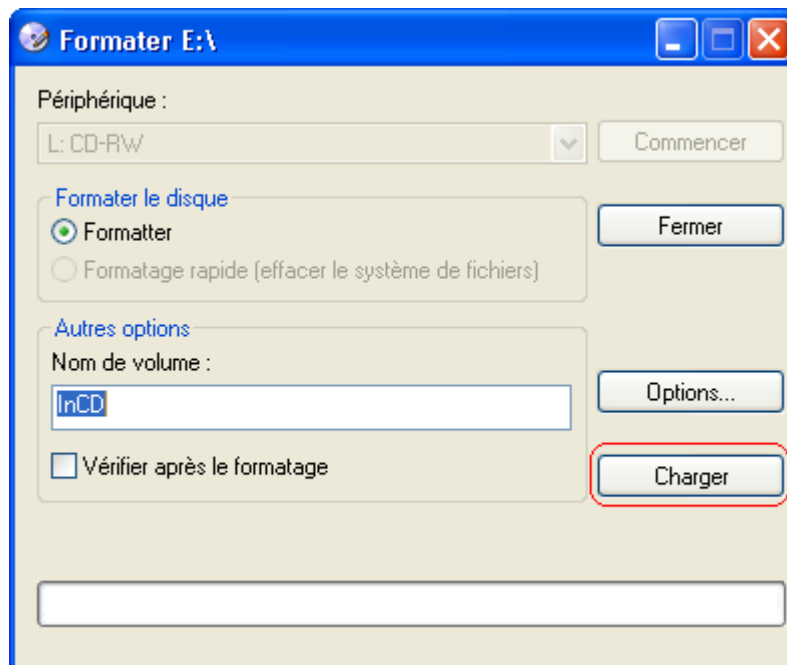 Formater E:\
Périphérique :
L: CD-RW
Commencer
Formater le disque
Formatter
Formatage rapide (effacer le système de fichiers)
Fermer
Autres options
Nom de volume :
InCD
Vérifier après le formatage
Options...
Charger